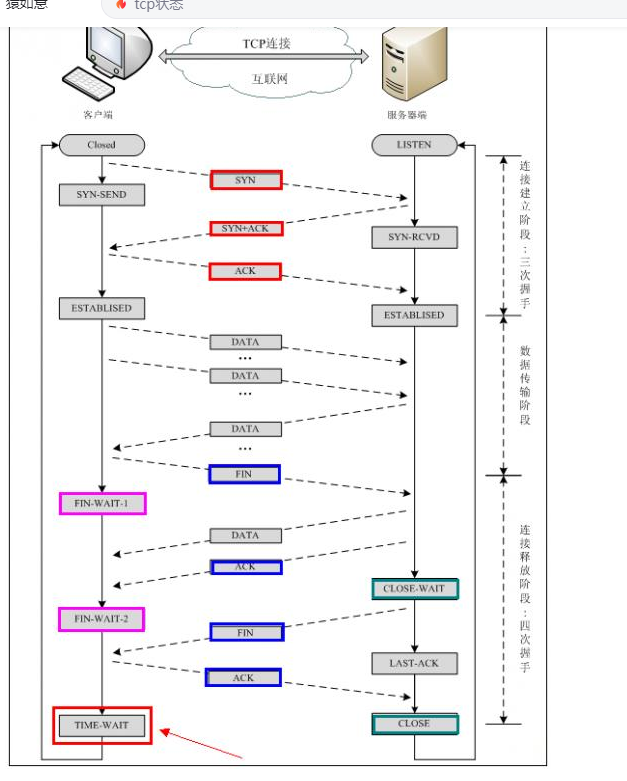 猿如意
tcp状态
TCP连接
互联网
客户端
服务器端
Closed
LISTEN
SYN
SYN-SEND
SYN+ACK
SYN-RCVD
ACK
ESTABLISED
ESTABLISED
连接建立阶段：三次握手
DATA
...
DATA
...
DATA
...
数据传输阶段
FIN
FIN-WAIT-1
DATA
ACK
CLOSE-WAIT
FIN-WAIT-2
FIN
LAST-ACK
ACK
TIME-WAIT
CLOSE
连接释放阶段：四次握手